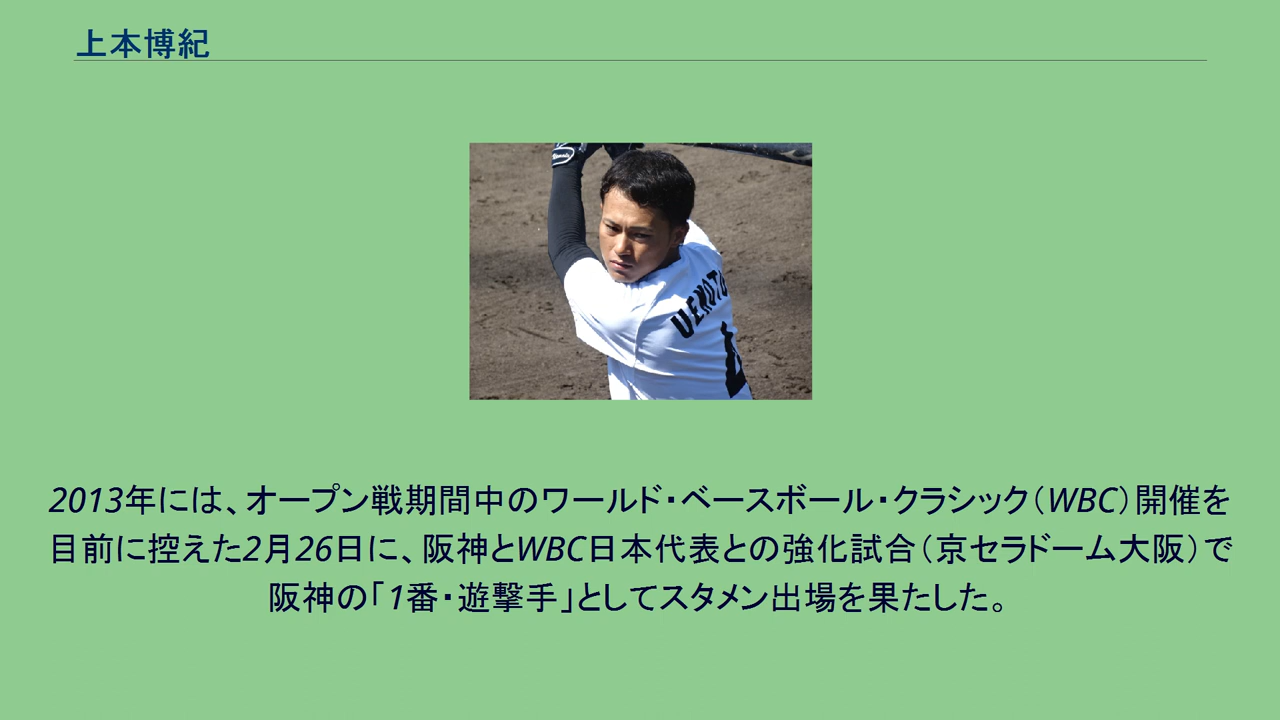 上本博紀
UEMOTO
2013年には、オープン戦期間中のワールド・ベースボール・クラシック（WBC）開催を
目前に控えた2月26日に、阪神とWBC日本代表との強化試合（京セラドーム大阪）で
阪神の「1番・遊撃手」としてスタメン出場を果たした。